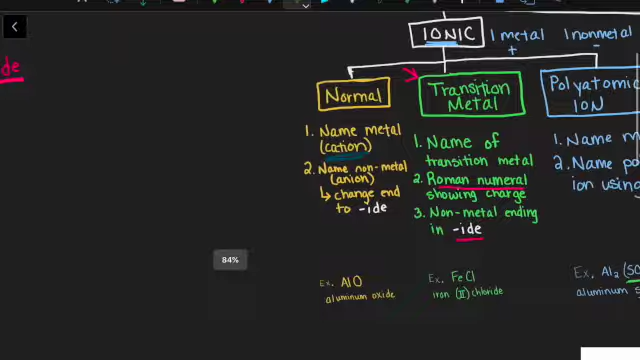 ide
IONIC
1 metal
+
1 nonmetal
-
Normal
1. Name metal
(cation)
2. Name non-metal
(anion)
↳ change end
to -ide
Ex. AlO
aluminum oxide
Transition
Metal
1. Name of
transition metal
2. Roman numeral
showing charge
3. Non-metal ending
in -ide
Ex. FeCl
iron (II) chloride
Polyatomic
ION
1. Name m
2. Name po
ion using
Ex. Al2 (SO
aluminum s
84%